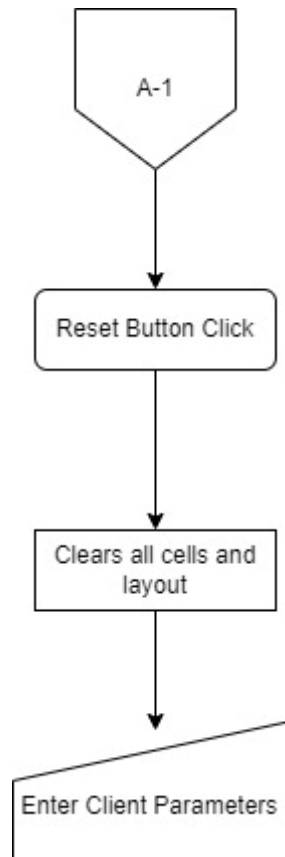 A-1
Reset Button Click
Clears all cells and
layout
Enter Client Parameters